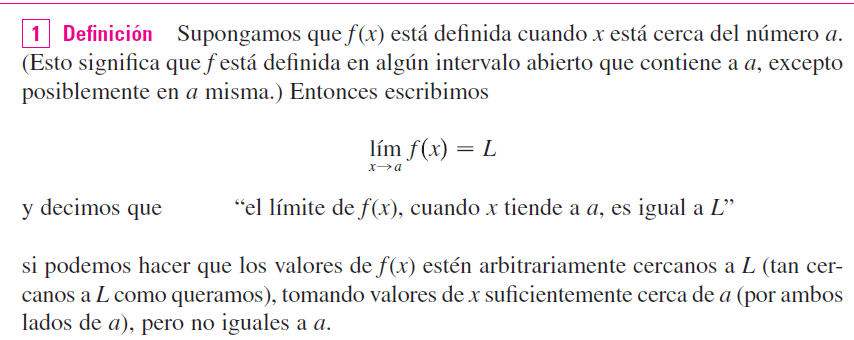 1 Definición Supongamos que f(x) está definida cuando x está cerca del número a.
(Esto significa que f está definida en algún intervalo abierto que contiene a a, excepto
posiblemente en a misma.) Entonces escribimos
lím f(x) = L
x→a
y decimos que “el límite de f(x), cuando x tiende a a, es igual a L”
si podemos hacer que los valores de f(x) estén arbitrariamente cercanos a L (tan cer-
canos a L como queramos), tomando valores de x suficientemente cerca de a (por ambos
lados de a), pero no iguales a a.